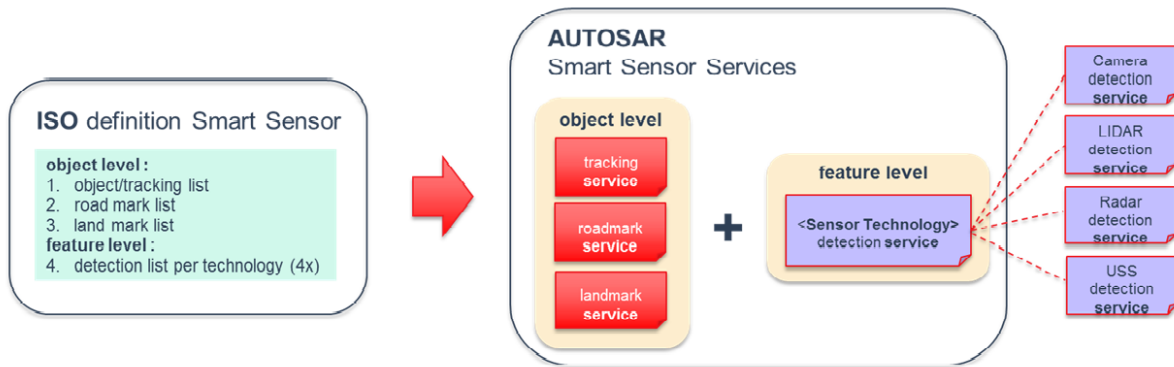 ISO definition Smart Sensor
object level :
1. object/tracking list
2. road mark list
3. land mark list
feature level :
4. detection list per technology (4x)
AUTOSAR
Smart Sensor Services
object level
tracking
service
roadmark
service
landmark
service
+
feature level
<Sensor Technology>
detection service
Camera
detection
service
LIDAR
detection
service
Radar
detection
service
USS
detection
service